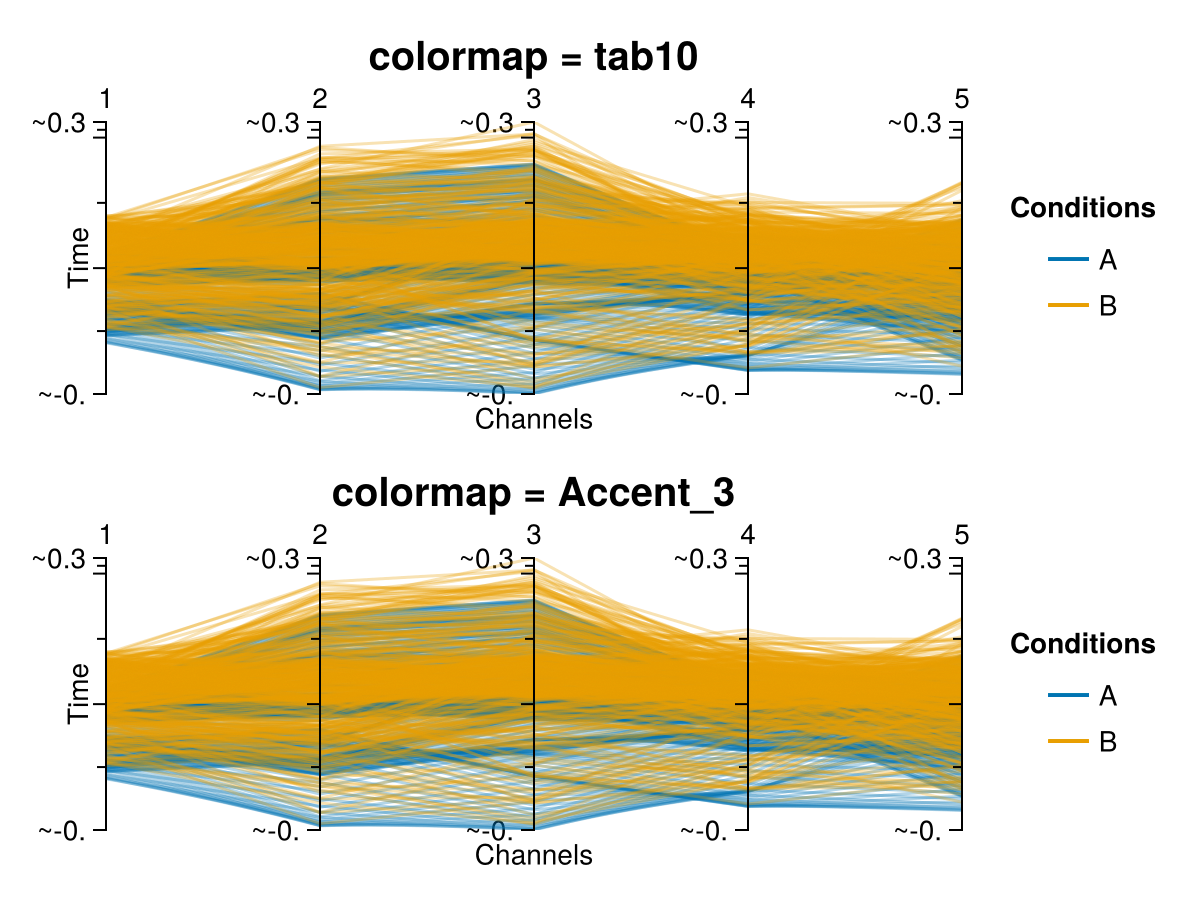 colormap = tab10
1 2 3 4 5
~0.3 ~0.3 ~0.3 ~0.3 ~0.3
Conditions
Time
A
B
~-0. ~-0. ~-0. ~-0. ~-0.
Channels
colormap = Accent_3
1 2 3 4 5
~0.3 ~0.3 ~0.3 ~0.3 ~0.3
Conditions
Time
A
B
~-0. ~-0. ~-0. ~-0. ~-0.
Channels